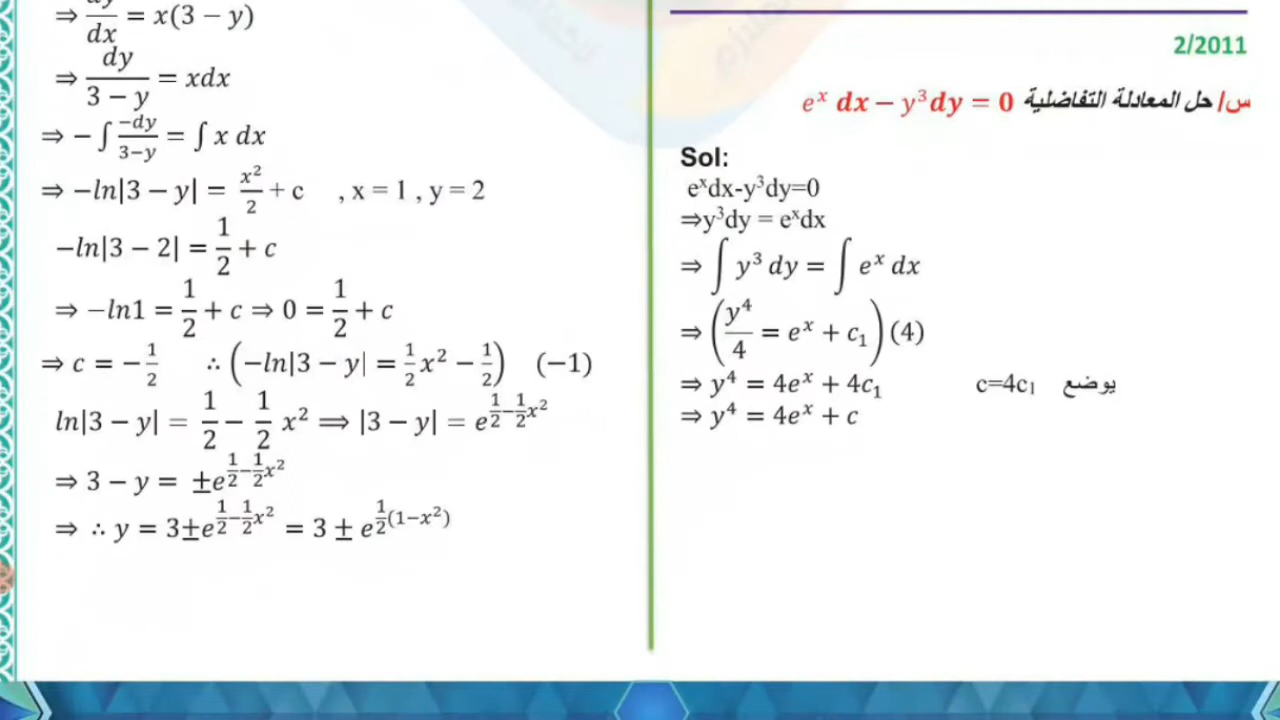 ⇒ dy/dx = x(3 − y)
⇒ dy/(3 − y) = xdx
⇒ − ∫ −dy/(3−y) = ∫ x dx
⇒ −ln|3 − y| = x²/2 + c , x = 1 , y = 2
−ln|3 − 2| = 1/2 + c
⇒ −ln1 = 1/2 + c ⇒ 0 = 1/2 + c
⇒ c = − 1/2 ∴ (−ln|3 − y| = 1/2 x² − 1/2) (−1)
ln|3 − y| = 1/2 − 1/2 x² ⟹ |3 − y| = e^(1/2 − 1/2 x²)
⇒ 3 − y = ±e^(1/2 − 1/2 x²)
⇒ ∴ y = 3±e^(1/2 − 1/2 x²) = 3 ± e^(1/2 (1−x²))
2/2011
س/ حل المعادلة التفاضلية eˣ dx − y³dy = 0
Sol:
eˣdx-y³dy=0
⇒y³dy = eˣdx
⇒ ∫ y³ dy = ∫ eˣ dx
⇒ (y⁴/4 = eˣ + c₁) (4)
⇒ y⁴ = 4eˣ + 4c₁ يوضع c=4c₁
⇒ y⁴ = 4eˣ + c